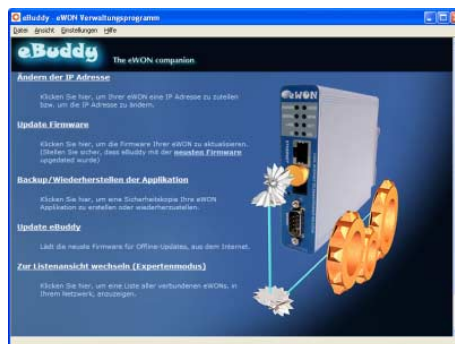 eBuddy - eWON Verwaltungsprogramm
Datei Ansicht Einstellungen Hilfe
eBuddy The eWON companion
Ändern der IP Adresse
Klicken Sie hier, um Ihrer eWON eine IP Adresse zu zuteilen
bzw. um die IP Adresse zu ändern.
Update Firmware
Klicken Sie hier, um die Firmware Ihrer eWON zu aktualisieren.
(Stellen Sie sicher, dass eBuddy mit der neusten Firmware
upgedated wurde)
Backup/Wiederherstellen der Applikation
Klicken Sie hier, um eine Sicherheitskopie Ihre eWON
Applikation zu erstellen oder wiederherzustellen.
Update eBuddy
Lädt die neuste Firmware für Offline-Updates, aus dem Internet.
Zur Listenansicht wechseln (Expertenmodus)
Klicken Sie hier, um eine Liste aller verbundenen eWONs, in
Ihrem Netzwerk, anzuzeigen.
eWON